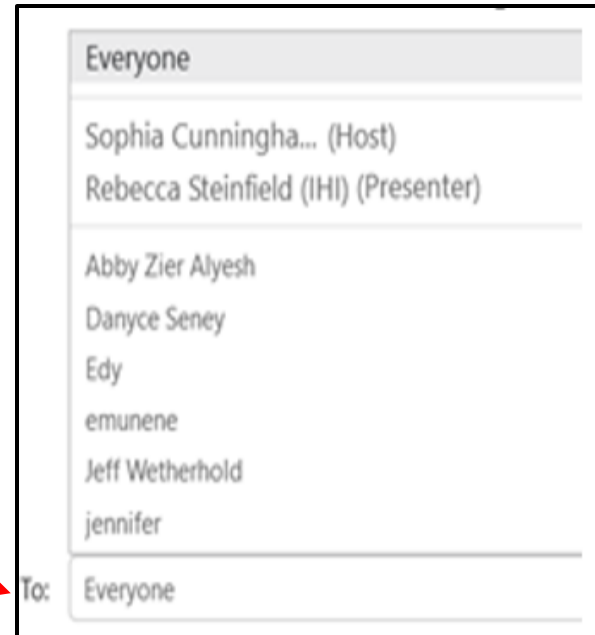 Everyone
Sophia Cunningha... (Host)
Rebecca Steinfield (IHI) (Presenter)
Abby Zier Alyesh
Danyce Seney
Edy
emunene
Jeff Wetherhold
jennifer
To: Everyone